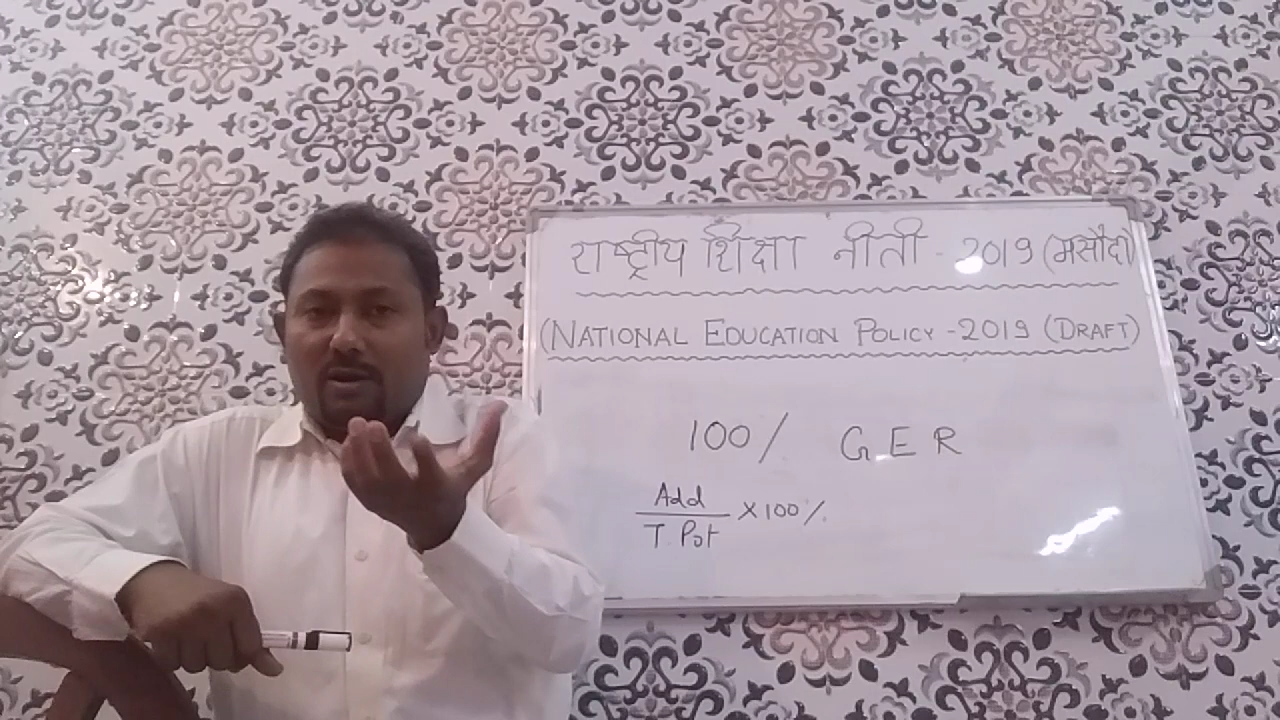 राष्ट्रीय शिक्षा नीती - 2019 (मसौदा)
(NATIONAL EDUCATION POLICY - 2019 (DRAFT)
100% GER
Add
T. Pot × 100%